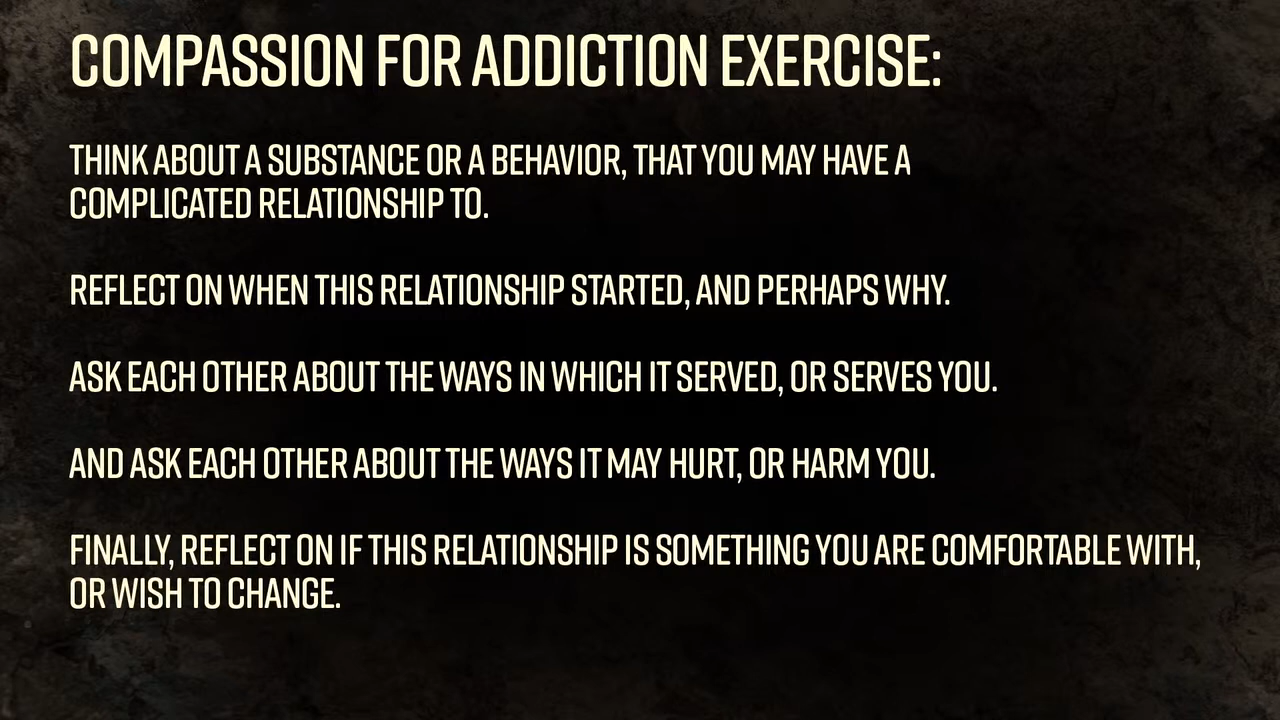 COMPASSION FOR ADDICTION EXERCISE:
THINK ABOUT A SUBSTANCE OR A BEHAVIOR, THAT YOU MAY HAVE A
COMPLICATED RELATIONSHIP TO.
REFLECT ON WHEN THIS RELATIONSHIP STARTED, AND PERHAPS WHY.
ASK EACH OTHER ABOUT THE WAYS IN WHICH IT SERVED, OR SERVES YOU.
AND ASK EACH OTHER ABOUT THE WAYS IT MAY HURT, OR HARM YOU.
FINALLY, REFLECT ON IF THIS RELATIONSHIP IS SOMETHING YOU ARE COMFORTABLE WITH,
OR WISH TO CHANGE.